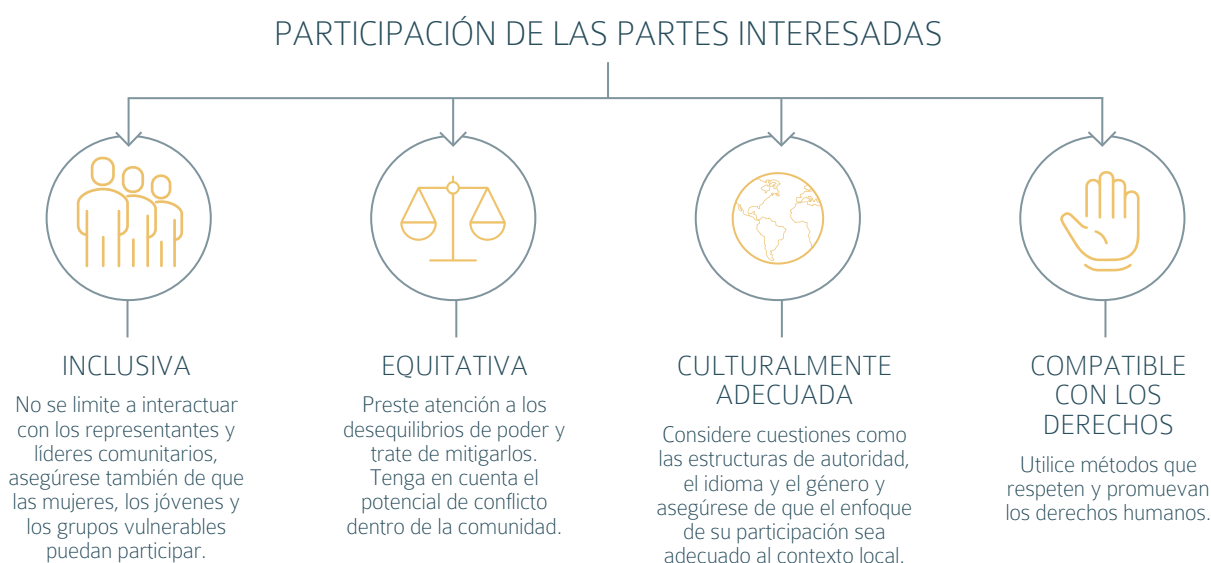 PARTICIPACIÓN DE LAS PARTES INTERESADAS
INCLUSIVA
No se limite a interactuar
con los representantes y
líderes comunitarios,
asegúrese también de que
las mujeres, los jóvenes y
los grupos vulnerables
puedan participar.
EQUITATIVA
Preste atención a los
desequilibrios de poder y
trate de mitigarlos.
Tenga en cuenta el
potencial de conflicto
dentro de la comunidad.
CULTURALMENTE
ADECUADA
Considere cuestiones como
las estructuras de autoridad,
el idioma y el género y
asegúrese de que el enfoque
de su participación sea
adecuado al contexto local.
COMPATIBLE
CON LOS
DERECHOS
Utilice métodos que
respeten y promuevan
los derechos humanos.